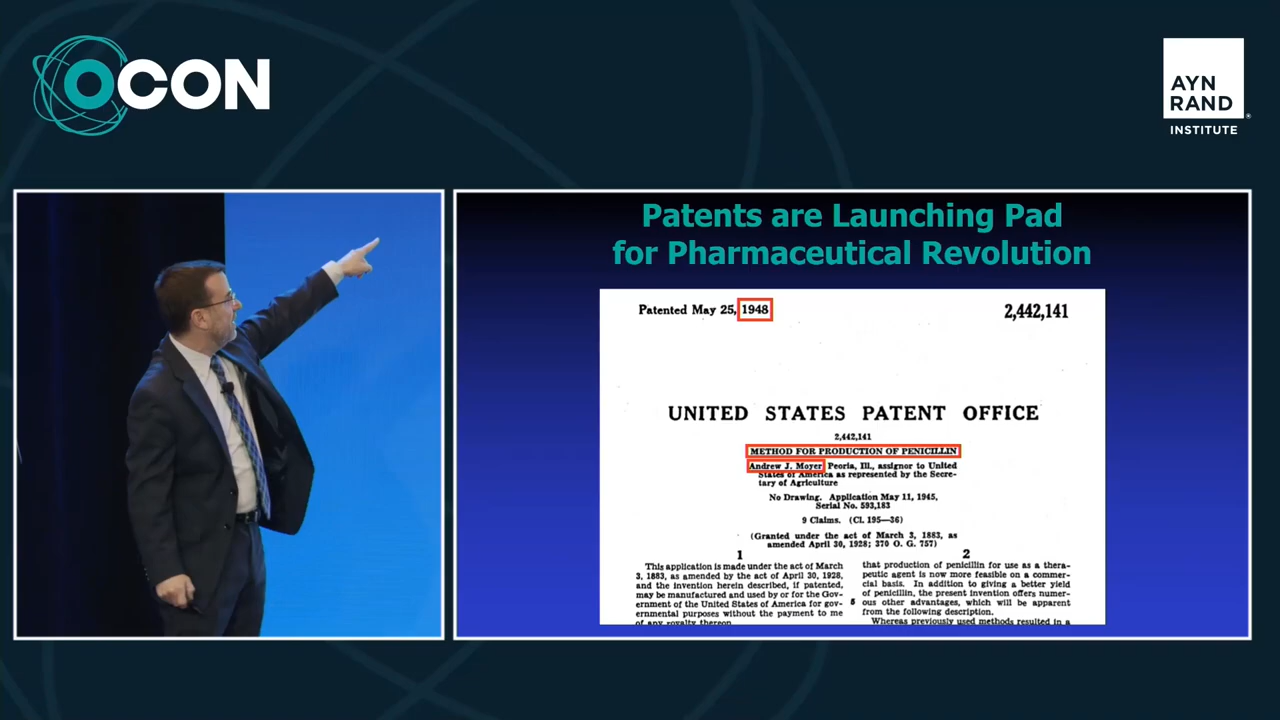 OCON
AYN
RAND
INSTITUTE
Patents are Launching Pad
for Pharmaceutical Revolution
Patented May 25, 1948
2,442,141
UNITED STATES PATENT OFFICE
2,442,141
METHOD FOR PRODUCTION OF PENICILLIN
Andrew J. Moyer, Peoria, Ill., assignor to United
States of America as represented by the Secre-
tary of Agriculture
No Drawing. Application May 11, 1945,
Serial No. 593,183
9 Claims. (Cl. 195—36)
(Granted under the act of March 3, 1883, as
amended April 30, 1928; 370 O. G. 757)
1
This application is made under the act of March
3, 1883, as amended by the act of April 30, 1928,
and the invention herein described, if patented,
may be manufactured and used by or for the Gov-
ernment of the United States of America for gov-
ernmental purposes without the payment to me
of any royalty thereon.
2
that production of penicillin for use as a thera-
peutic agent is now more feasible on a commer-
cial basis. In addition to giving a better yield
of penicillin, the present invention offers numer-
5 ous other advantages, which will be apparent
from the following description.
Whereas previously used methods resulted in a